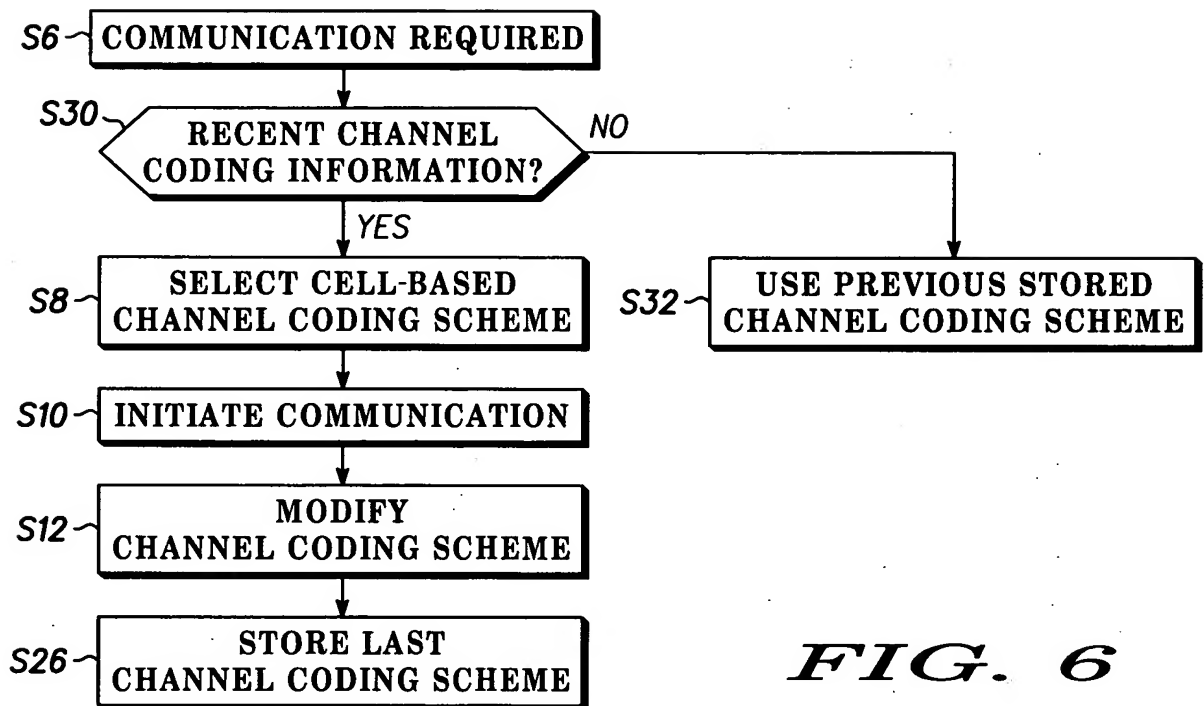 S6
COMMUNICATION REQUIRED
S30
RECENT CHANNEL
CODING INFORMATION?
NO
YES
S8
SELECT CELL-BASED
CHANNEL CODING SCHEME
S32
USE PREVIOUS STORED
CHANNEL CODING SCHEME
S10
INITIATE COMMUNICATION
S12
MODIFY
CHANNEL CODING SCHEME
S26
STORE LAST
CHANNEL CODING SCHEME
FIG. 6